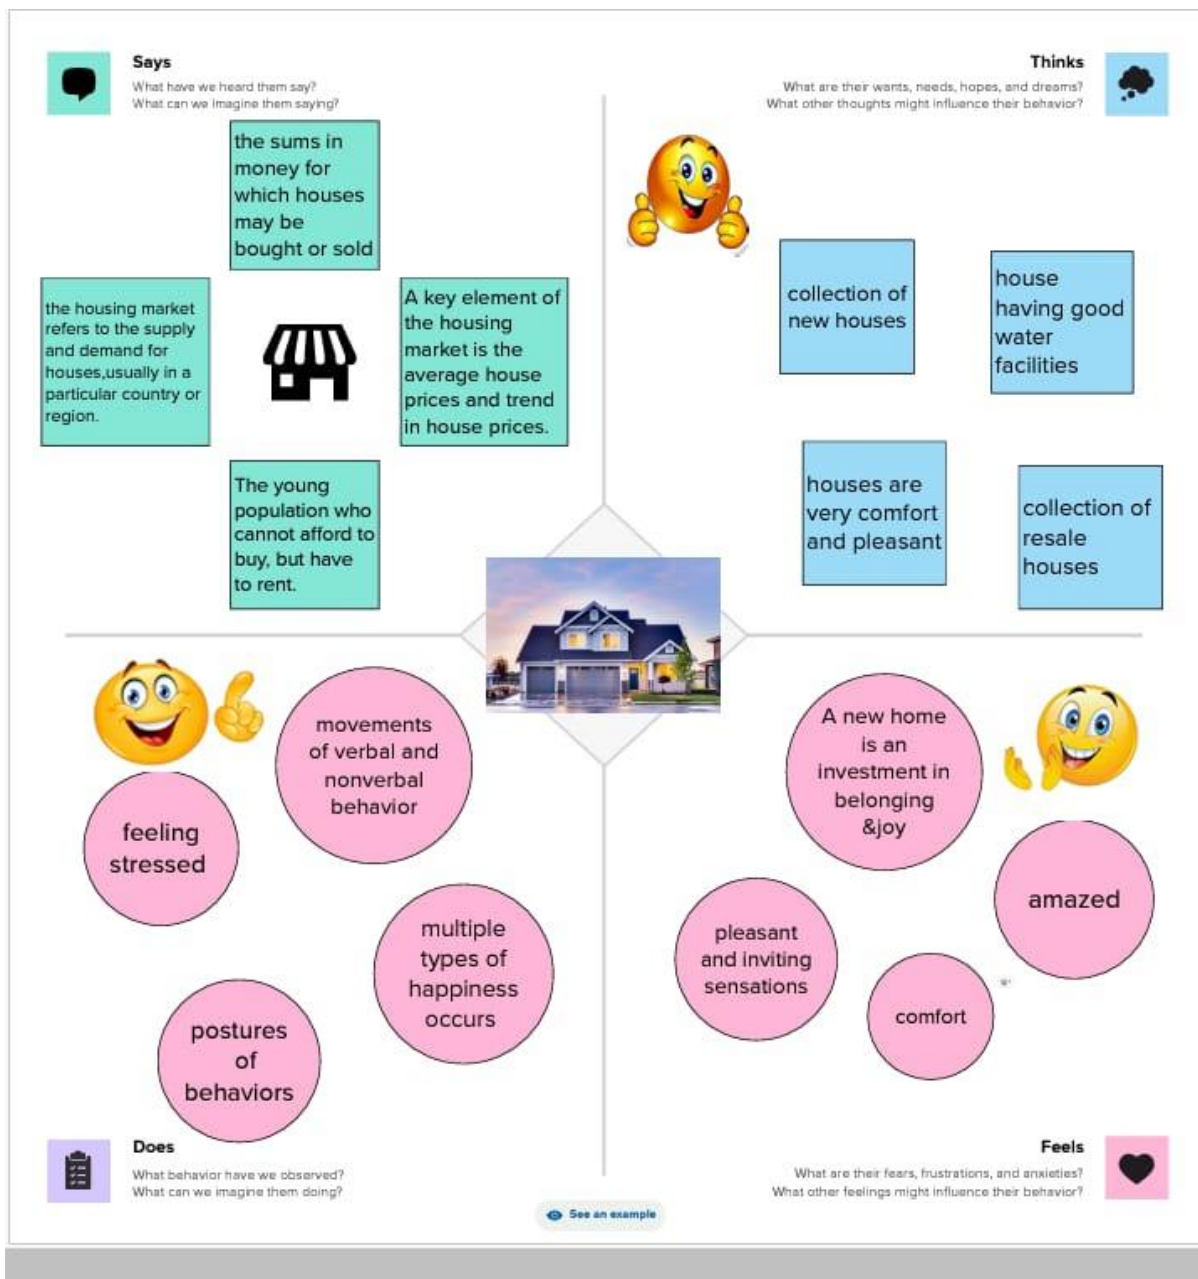 Says
What have we heard them say?
What can we imagine them saying?
Thinks
What are their wants, needs, hopes, and dreams?
What other thoughts might influence their behavior?
the sums in
money for
which houses
may be
bought or sold
the housing market
refers to the supply
and demand for
houses,usually in a
particular country or
region.
A key element of
the housing
market is the
average house
prices and trend
in house prices.
The young
population who
cannot afford to
buy, but have
to rent.
collection of
new houses
house
having good
water
facilities
houses are
very comfort
and pleasant
collection of
resale
houses
movements
of verbal and
nonverbal
behavior
feeling
stressed
multiple
types of
happiness
occurs
postures
of
behaviors
A new home
is an
investment in
belonging
&joy
amazed
pleasant
and inviting
sensations
comfort
Does
What behavior have we observed?
What can we imagine them doing?
Feels
What are their fears, frustrations, and anxieties?
What other feelings might influence their behavior?
See an example